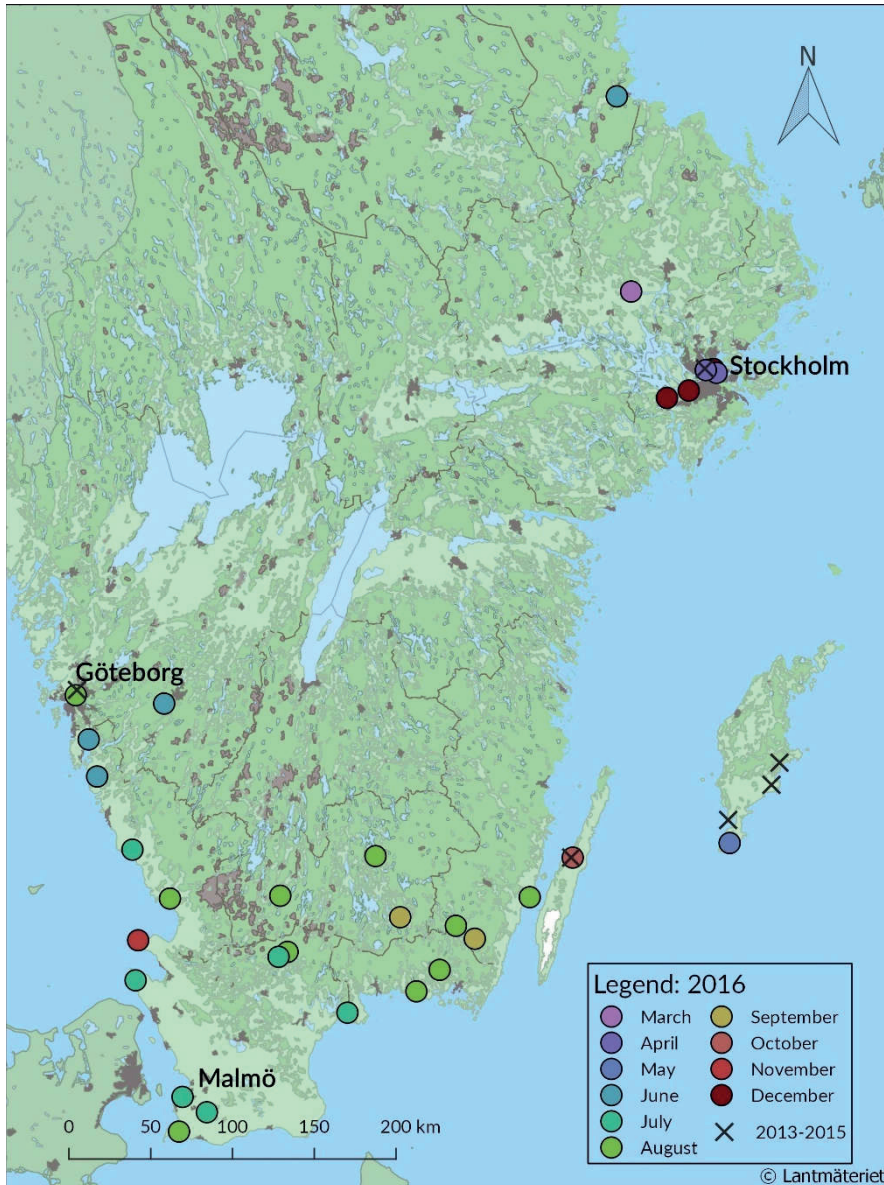 N
Stockholm
Göteborg
Malmö
0 50 100 150 200 km
Legend: 2016
March
April
May
June
July
August
September
October
November
December
2013-2015
© Lantmäteriet